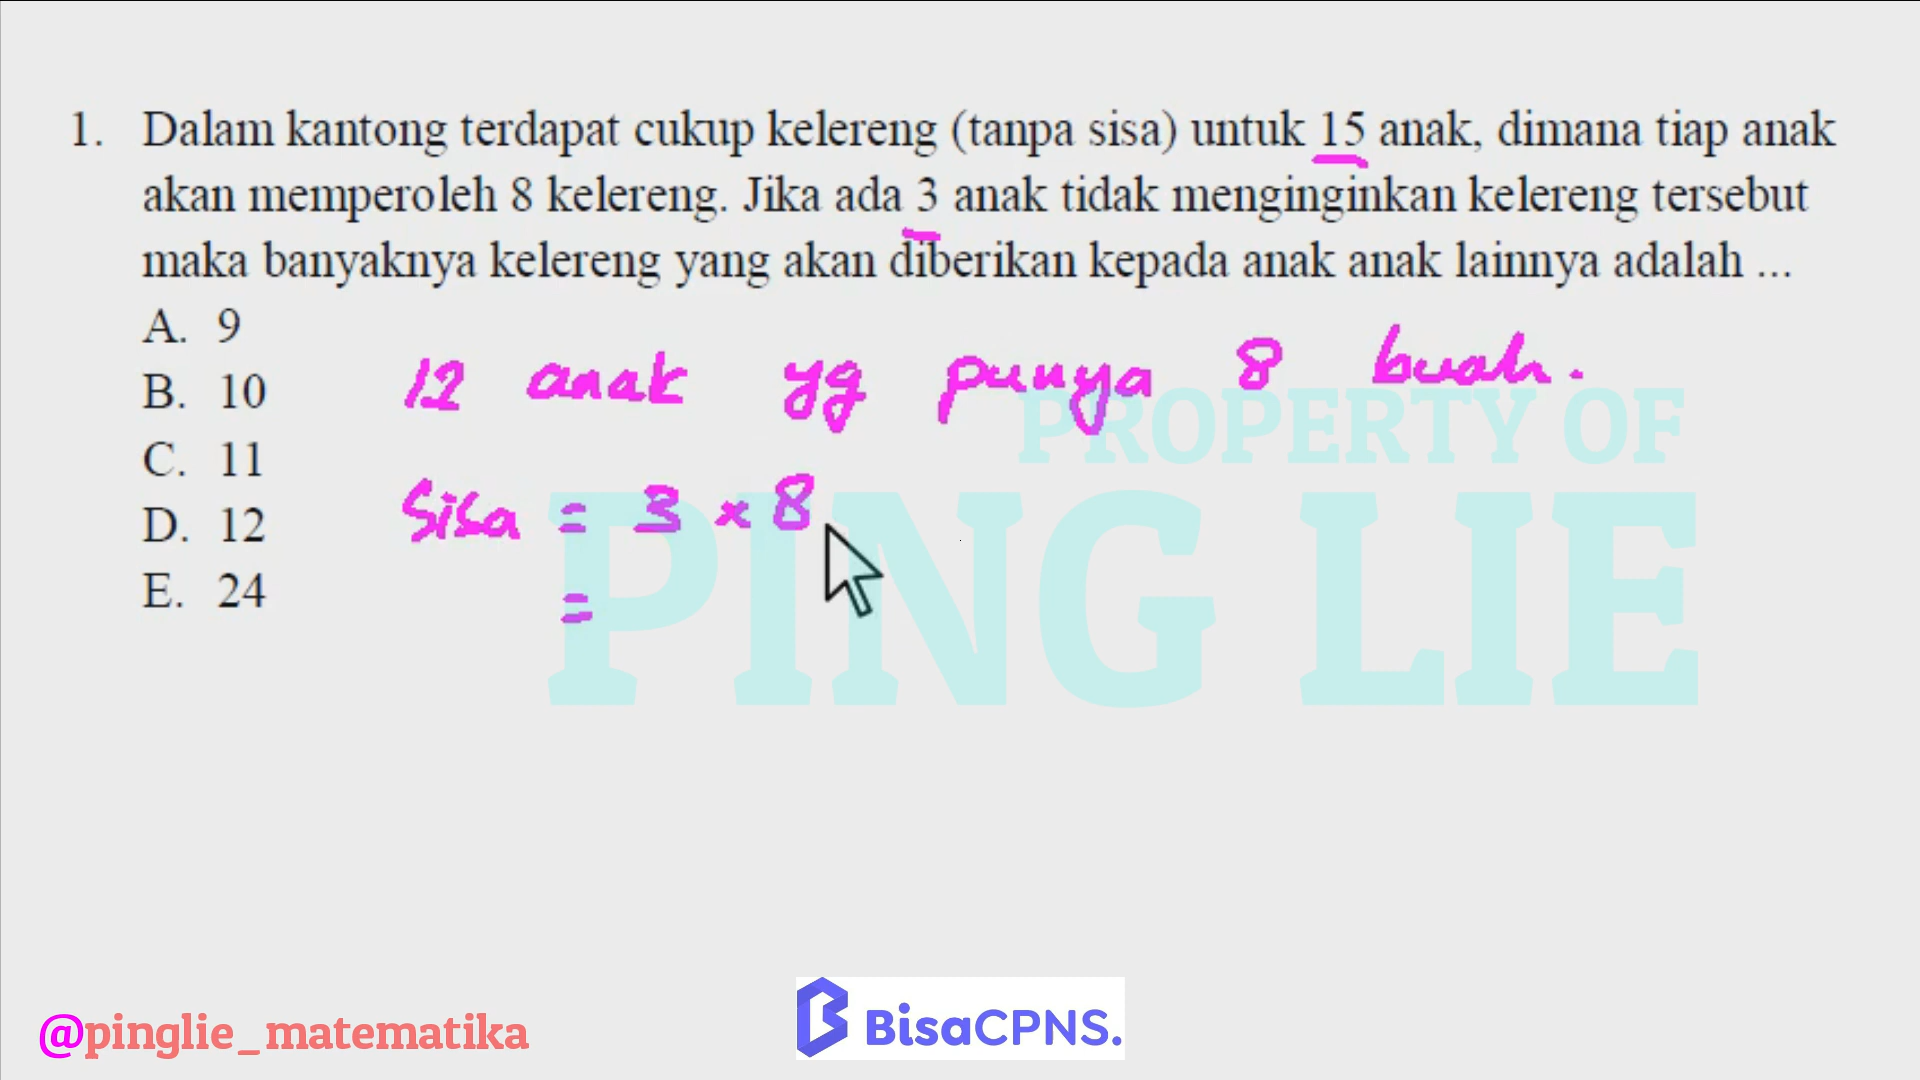 1. Dalam kantong terdapat cukup kelereng (tanpa sisa) untuk 15 anak, dimana tiap anak
akan memperoleh 8 kelereng. Jika ada 3 anak tidak menginginkan kelereng tersebut
maka banyaknya kelereng yang akan diberikan kepada anak anak lainnya adalah ...
A. 9
B. 10
C. 11
D. 12
E. 24
12 anak yg punya 8 buah.
Sisa = 3 × 8
=
PROPERTY OF
PING LIE
@pinglie_matematika
BisaCPNS.